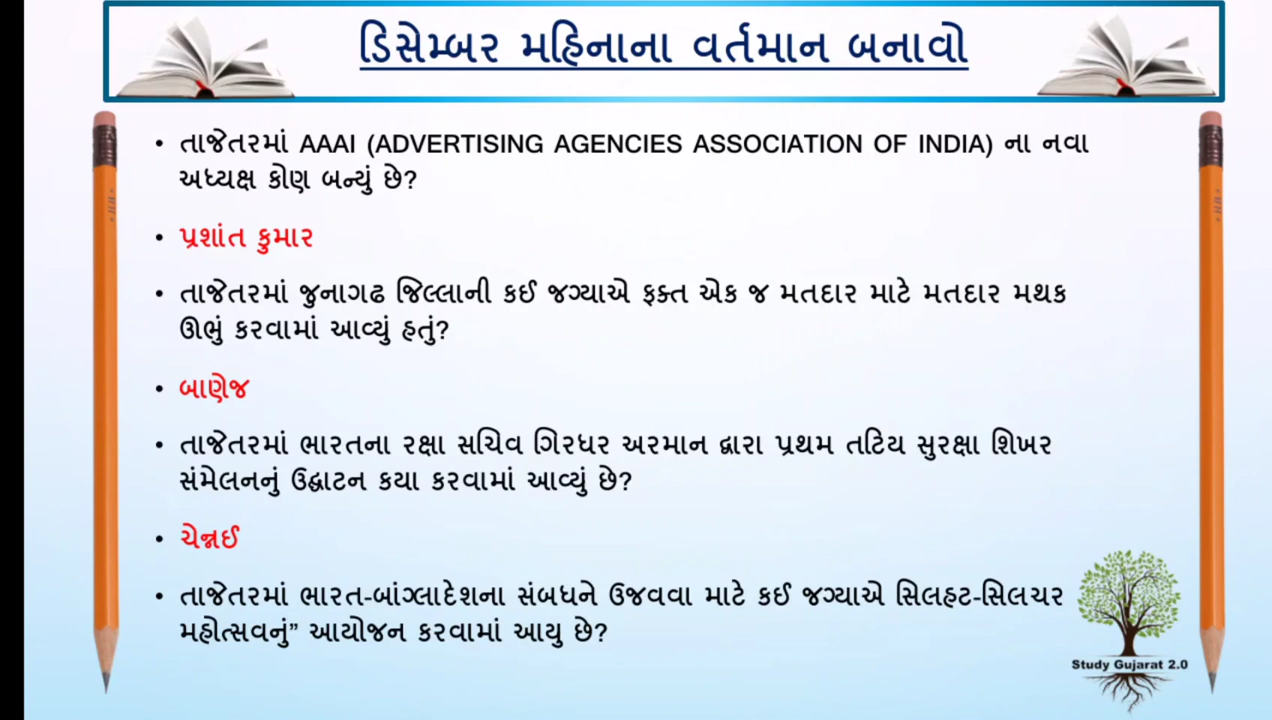 ડિસેમ્બર મહિનાના વર્તમાન બનાવો
• તાજેતરમાં AAAI (ADVERTISING AGENCIES ASSOCIATION OF INDIA) ના નવા
અધ્યક્ષ કોણ બન્યું છે?
• પ્રશાંત કુમાર
• તાજેતરમાં જુનાગઢ જિલ્લાની કઈ જગ્યાએ ફક્ત એક જ મતદાર માટે મતદાર મથક
ઊભું કરવામાં આવ્યું હતું?
• બાણેજ
• તાજેતરમાં ભારતના રક્ષા સચિવ ગિરધર અરમાન દ્વારા પ્રથમ તટિય સુરક્ષા શિખર
સંમેલનનું ઉદ્ઘાટન કયા કરવામાં આવ્યું છે?
• ચેન્નઈ
• તાજેતરમાં ભારત-બાંગ્લાદેશના સંબધને ઉજવવા માટે કઈ જગ્યાએ સિલહટ-સિલચર
મહોત્સવનું” આયોજન કરવામાં આયુ છે?
Study Gujarat 2.0